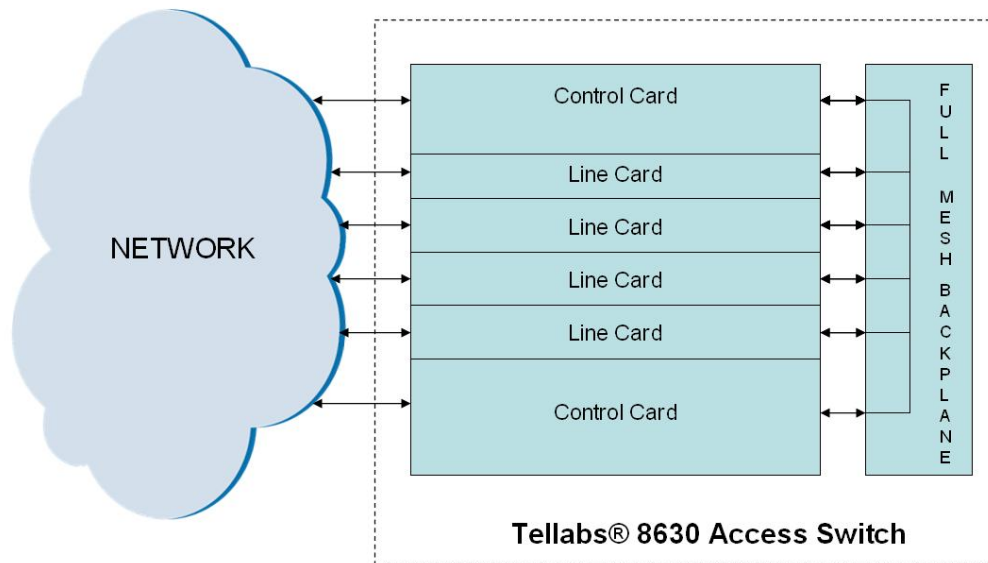 NETWORK
Control Card
Line Card
Line Card
Line Card
Line Card
Control Card
FULL MESH BACKPLANE
Tellabs® 8630 Access Switch